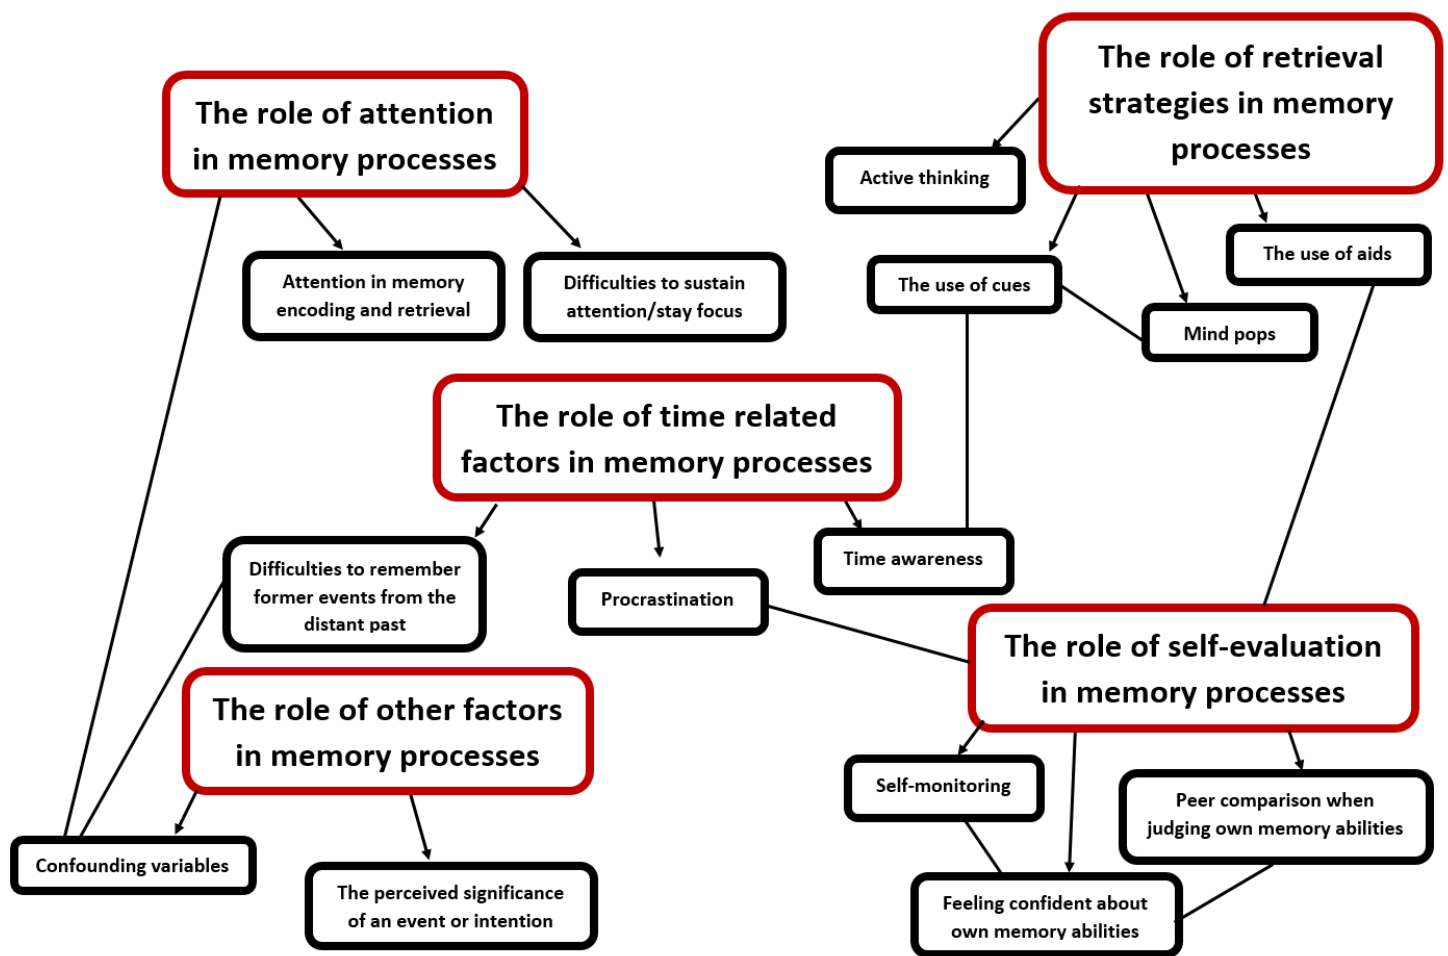 The role of attention
in memory processes
Attention in memory
encoding and retrieval
Difficulties to sustain
attention/stay focus
The role of retrieval
strategies in memory
processes
Active thinking
The use of cues
Mind pops
The use of aids
The role of time related
factors in memory processes
Difficulties to remember
former events from the
distant past
Procrastination
Time awareness
The role of other factors
in memory processes
Confounding variables
The perceived significance
of an event or intention
The role of self-evaluation
in memory processes
Self-monitoring
Peer comparison when
judging own memory abilities
Feeling confident about
own memory abilities